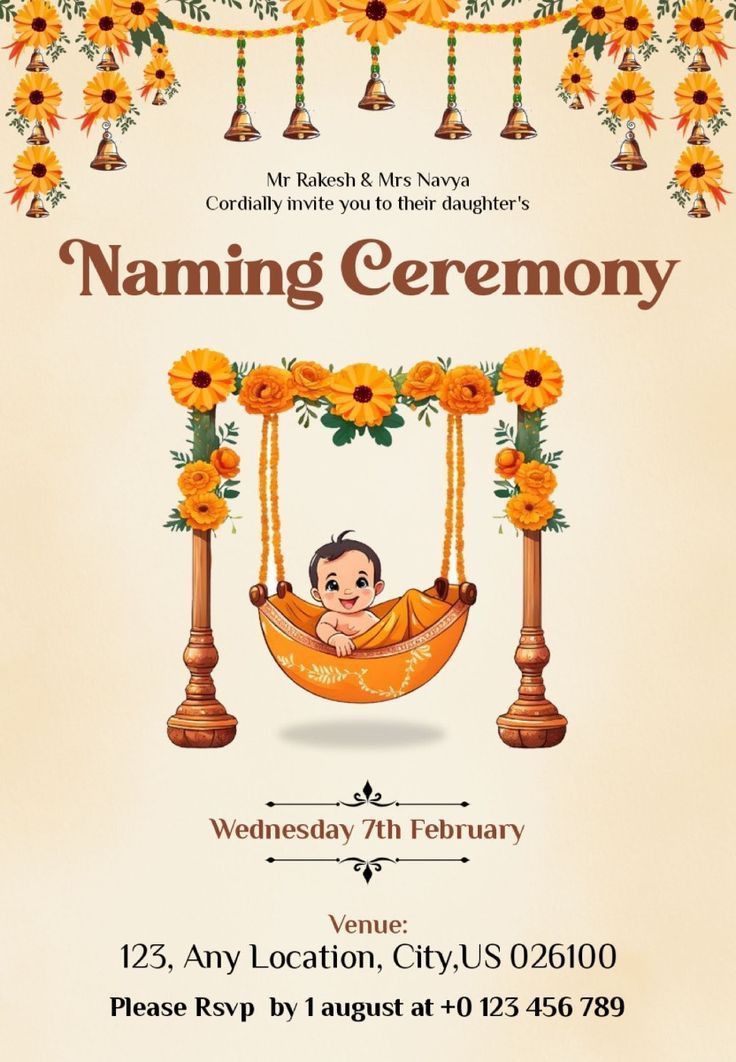 Mr Rakesh & Mrs Navya
Cordially invite you to their daughter's
Naming Ceremony
Wednesday 7th February
Venue:
123, Any Location, City,US 026100
Please Rsvp  by 1 august at +0 123 456 789